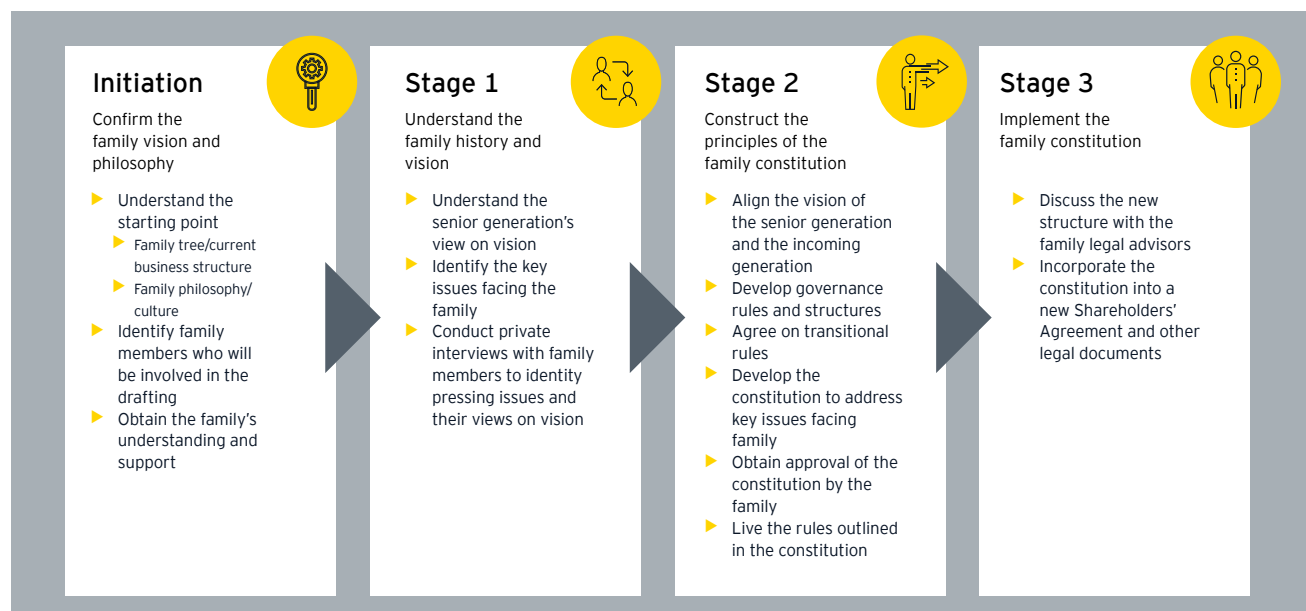 Initiation
Confirm the
family vision and
philosophy
Understand the
starting point
Family tree/current
business structure
Family philosophy/
culture
Identify family
members who will
be involved in the
drafting
Obtain the family's
understanding and
support
Stage 1
Understand the
family history and
vision
Understand the
senior generation's
view on vision
Identify the key
issues facing the
family
Conduct private
interviews with family
members to identity
pressing issues and
their views on vision
Stage 2
Construct the
principles of the
family constitution
Align the vision of
the senior generation
and the incoming
generation
Develop governance
rules and structures
Agree on transitional
rules
Develop the
constitution to address
key issues facing
family
Obtain approval of the
constitution by the
family
Live the rules outlined
in the constitution
Stage 3
Implement the
family constitution
Discuss the new
structure with the
family legal advisors
Incorporate the
constitution into a
new Shareholders'
Agreement and other
legal documents